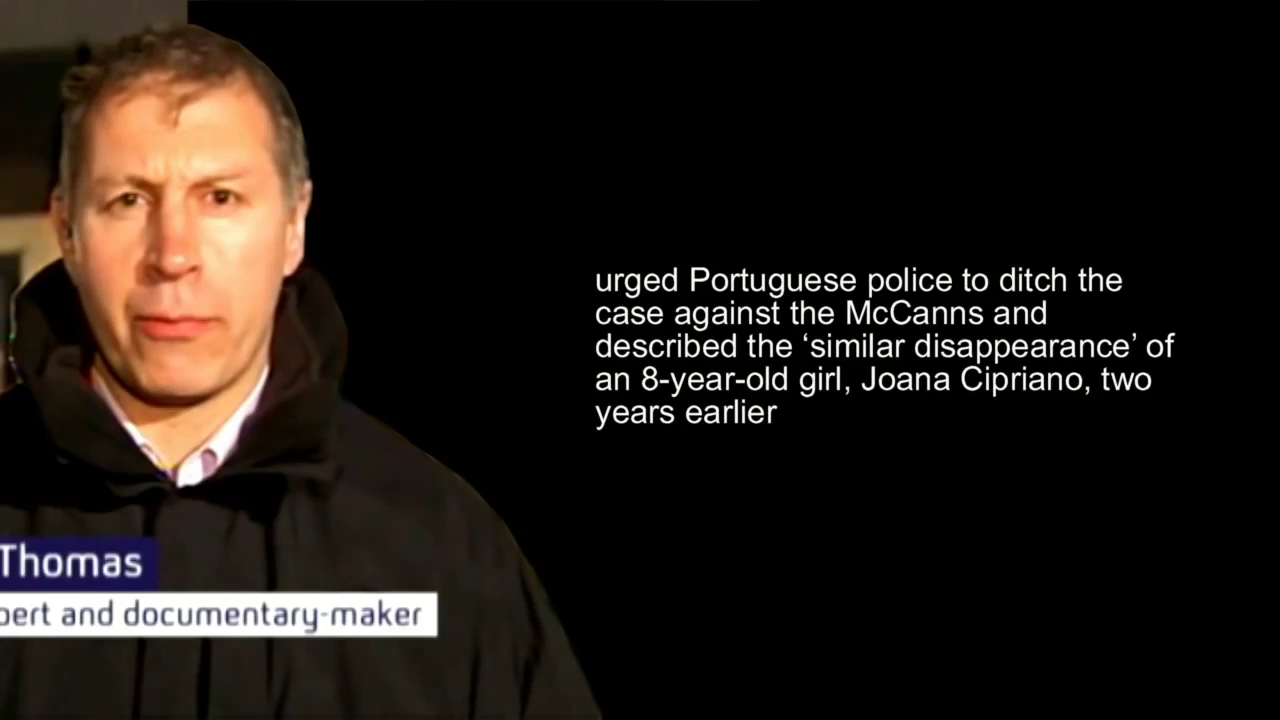 urged Portuguese police to ditch the
case against the McCanns and
described the ‘similar disappearance’ of
an 8-year-old girl, Joana Cipriano, two
years earlier
Thomas
and documentary-maker